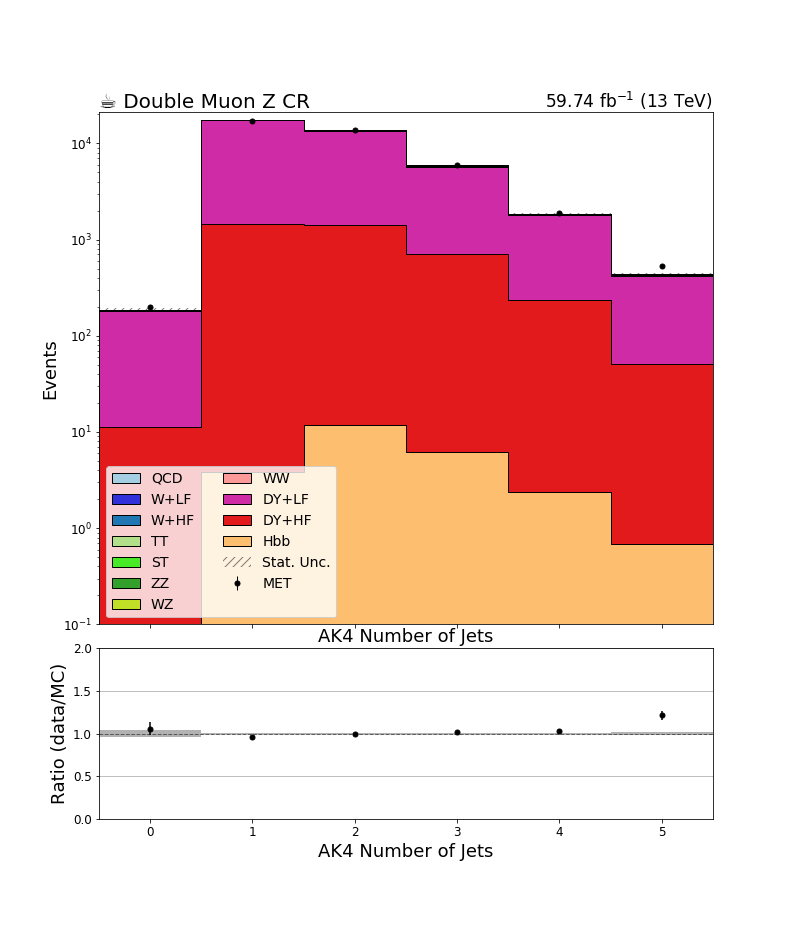 ☕ Double Muon Z CR 59.74 fb⁻¹ (13 TeV)
Events
10⁴
10³
10²
10¹
10⁰
10⁻¹
QCD WW
W+LF DY+LF
W+HF DY+HF
TT Hbb
ST Stat. Unc.
ZZ MET
WZ
AK4 Number of Jets
Ratio (data/MC)
2.0
1.5
1.0
0.5
0.0
0 1 2 3 4 5
AK4 Number of Jets